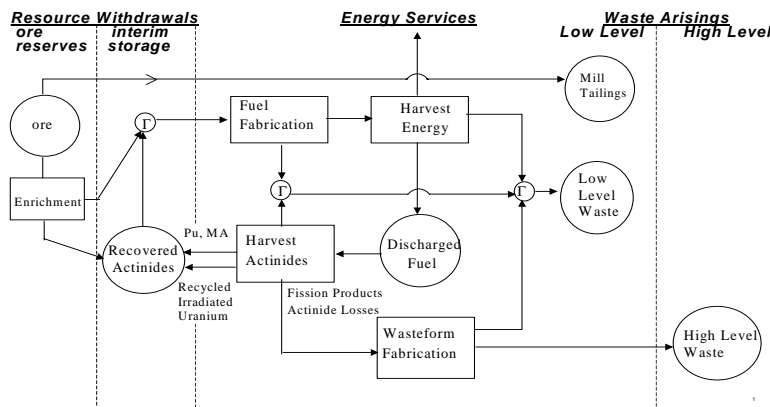 Resource Withdrawals
ore
reserves
interim
storage
Energy Services
Waste Arisings
Low Level
High Level
Mill
Tailings
ore
Γ
Fuel
Fabrication
Harvest
Energy
Enrichment
Γ
Γ
Low
Level
Waste
Pu, MA
Recovered
Actinides
Harvest
Actinides
Discharged
Fuel
Recycled
Irradiated
Uranium
Fission Products
Actinide Losses
Wasteform
Fabrication
High Level
Waste
1